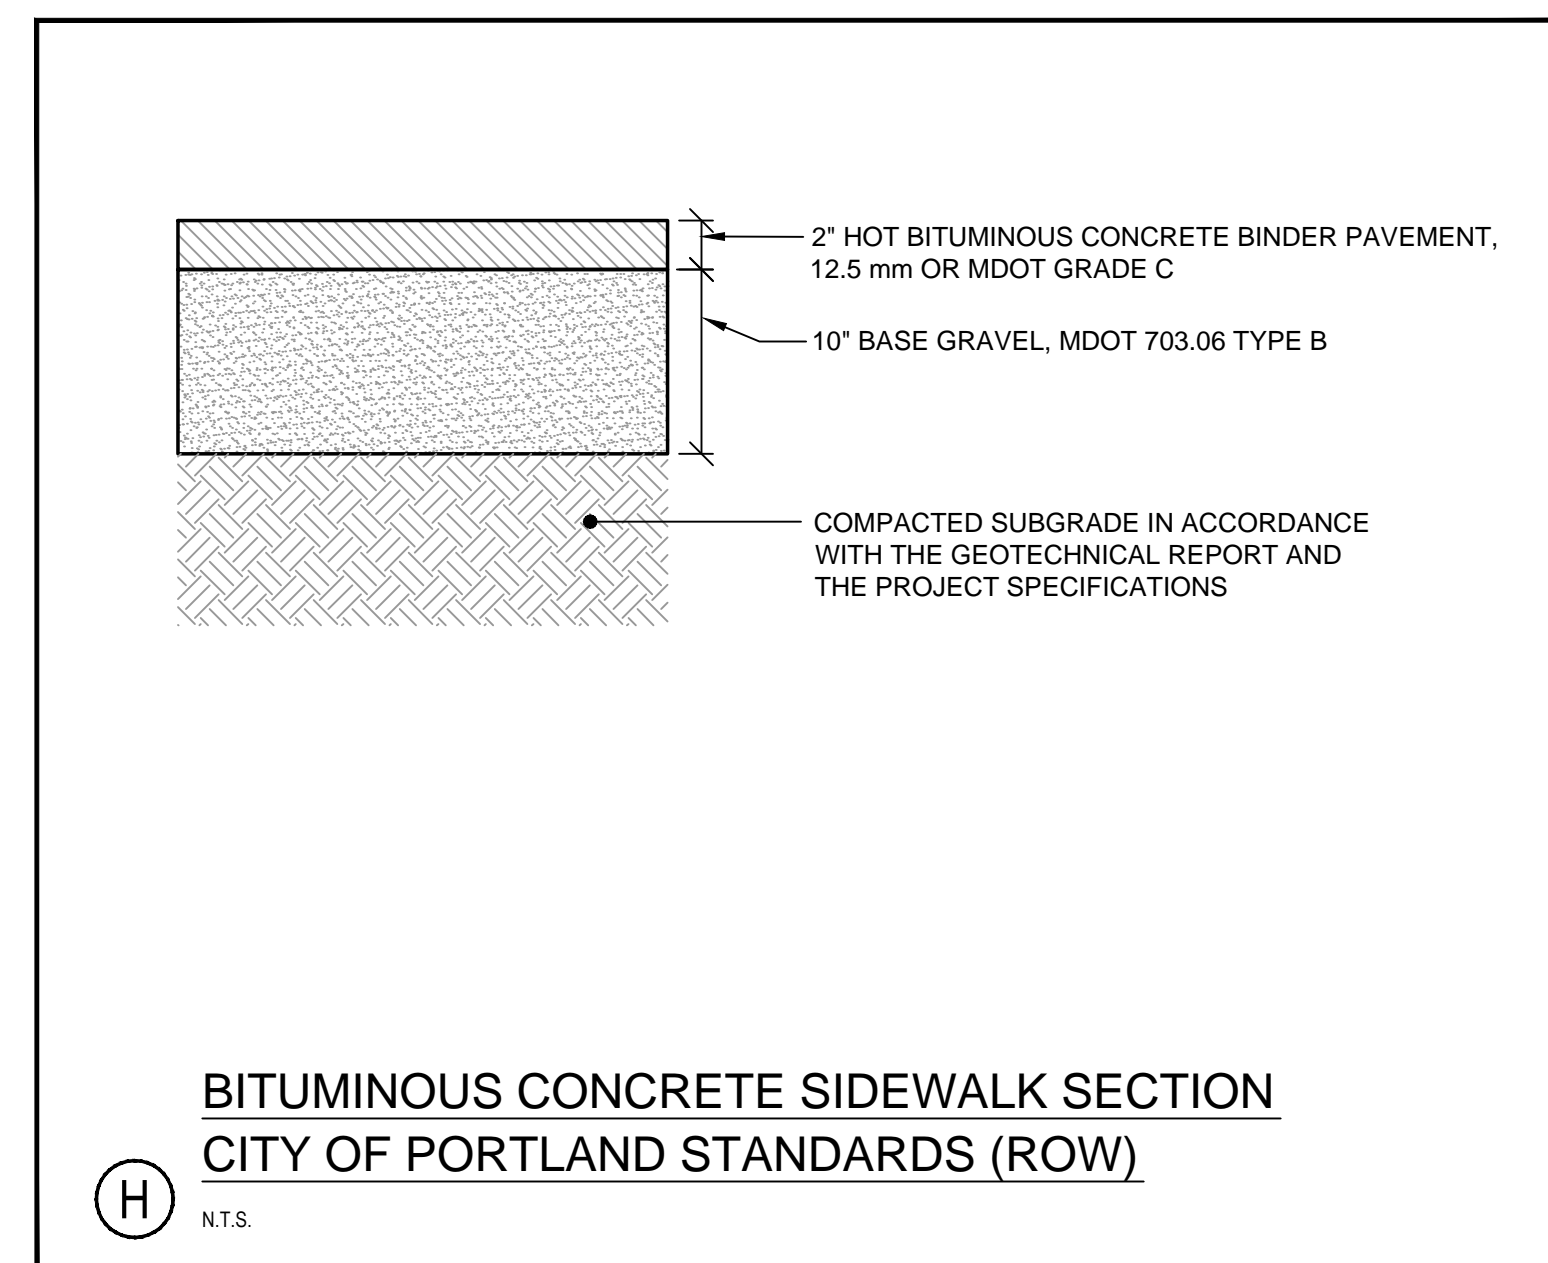 2" HOT BITUMINOUS CONCRETE BINDER PAVEMENT,
12.5 mm OR MDOT GRADE C
10" BASE GRAVEL, MDOT 703.06 TYPE B
COMPACTED SUBGRADE IN ACCORDANCE
WITH THE GEOTECHNICAL REPORT AND
THE PROJECT SPECIFICATIONS
BITUMINOUS CONCRETE SIDEWALK SECTION
CITY OF PORTLAND STANDARDS (ROW)
H
N.T.S.